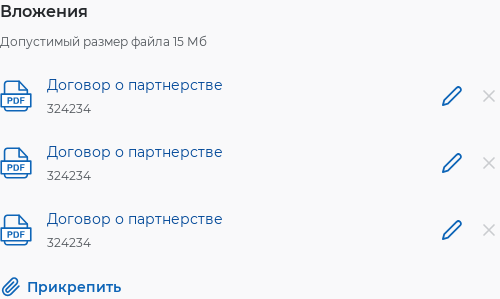 Вложения
Допустимый размер файла 15 Мб
Договор о партнерстве
PDF
324234
Договор о партнерстве
PDF
324234
Договор о партнерстве
PDF
324234
Прикрепить